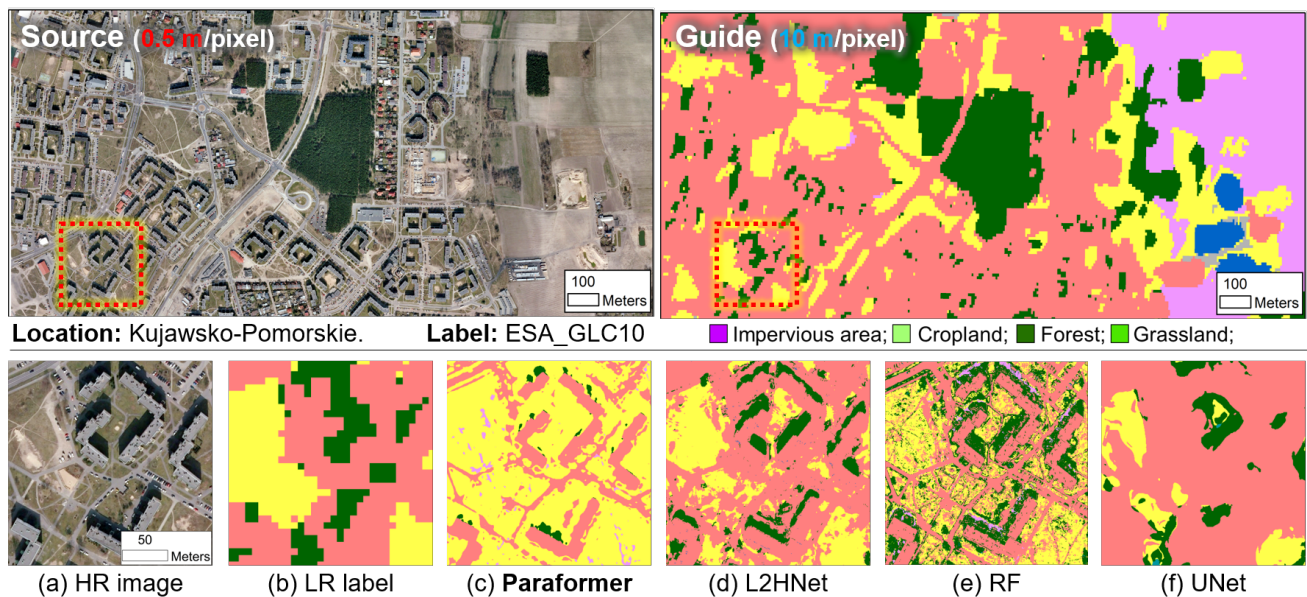 Source (0.5 m/pixel)
Guide (10 m/pixel)
100
Meters
100
Meters
Location: Kujawsko-Pomorskie. Label: ESA_GLC10
Impervious area; Cropland; Forest; Grassland;
50
Meters
(a) HR image
(b) LR label
(c) Paraformer
(d) L2HNet
(e) RF
(f) UNet